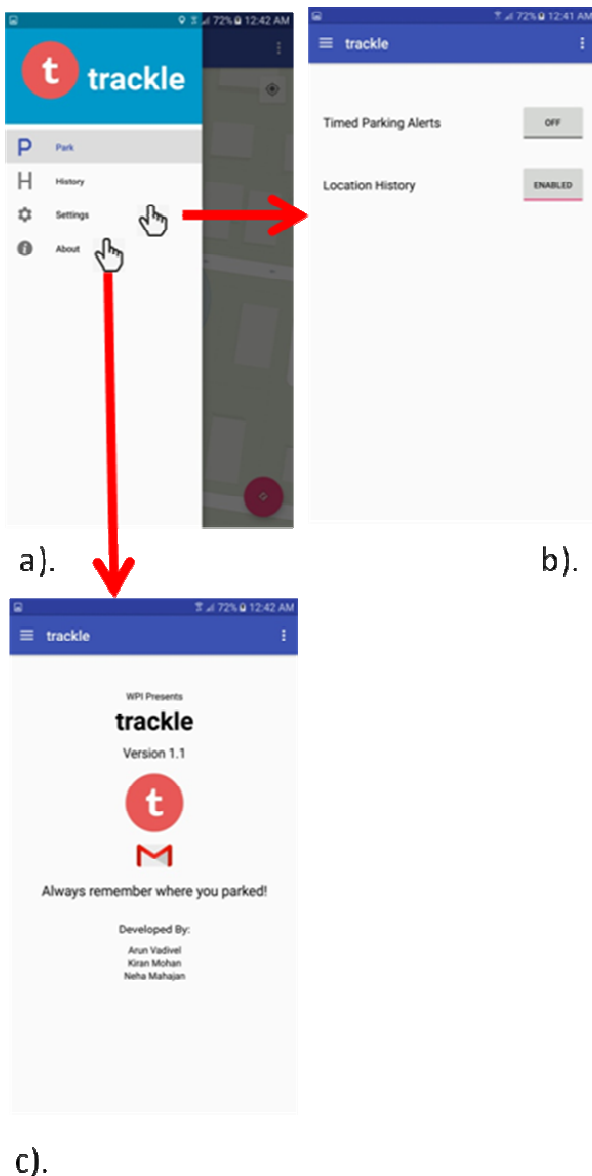 72% 12:42 AM
t trackle
P Park
H History
Settings
About
a).
72% 12:41 AM
trackle
Timed Parking Alerts OFF
Location History ENABLED
b).
72% 12:42 AM
trackle
WPI Presents
trackle
Version 1.1
t
Always remember where you parked!
Developed By:
Arun Vadivel
Kiran Mohan
Neha Mahajan
c).